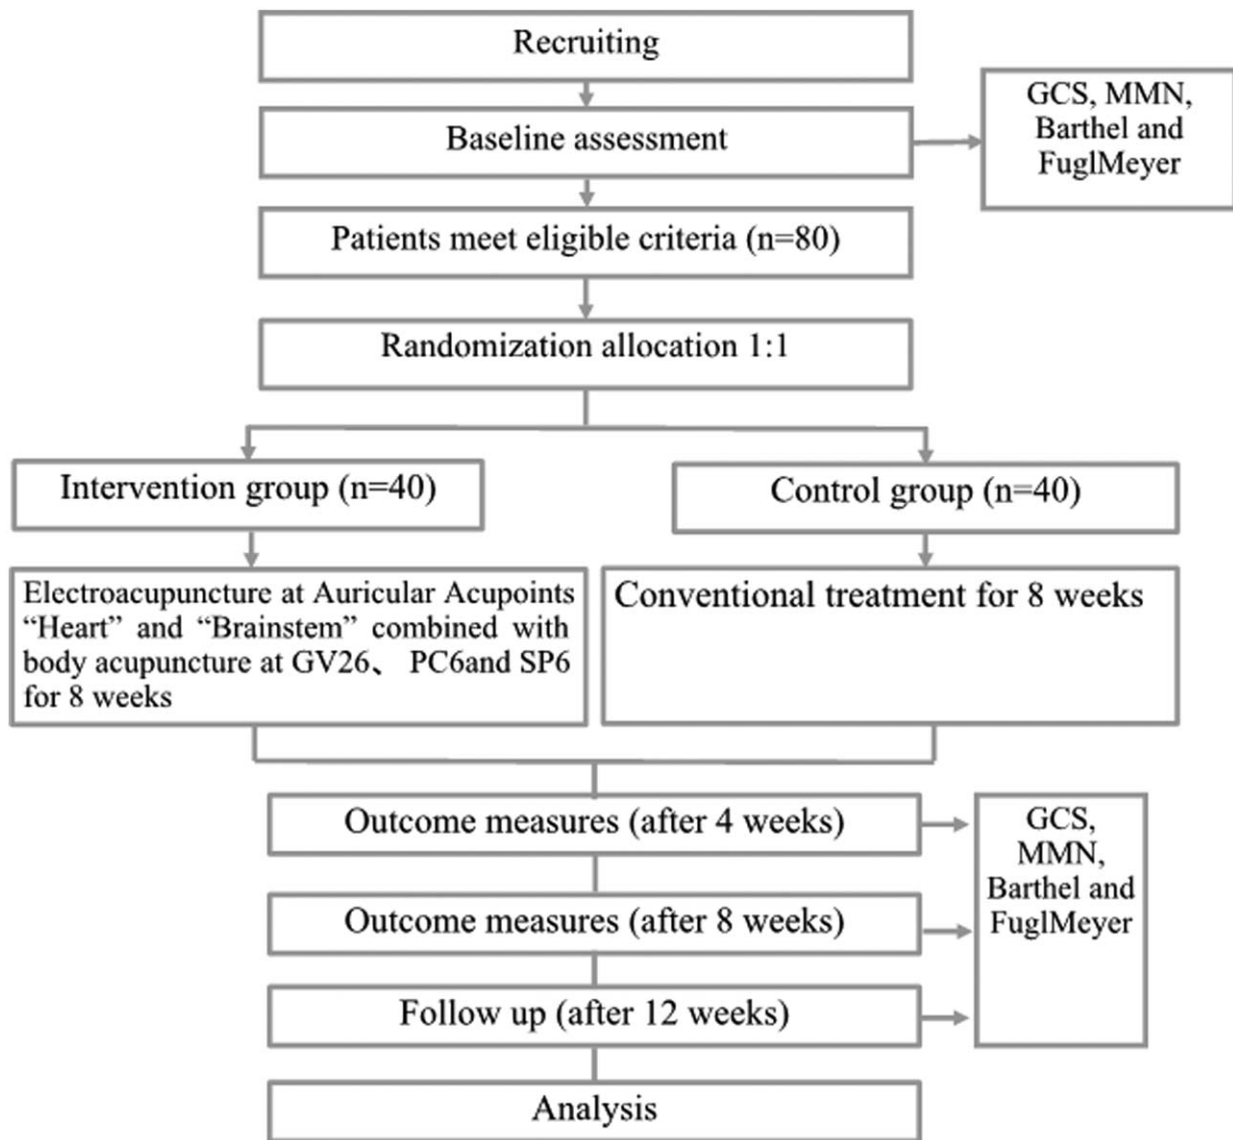 Recruiting
Baseline assessment
GCS, MMN,
Barthel and
FuglMeyer
Patients meet eligible criteria (n=80)
Randomization allocation 1:1
Intervention group (n=40)
Control group (n=40)
Electroacupuncture at Auricular Acupoints
“Heart” and “Brainstem” combined with
body acupuncture at GV26、 PC6and SP6
for 8 weeks
Conventional treatment for 8 weeks
Outcome measures (after 4 weeks)
Outcome measures (after 8 weeks)
Follow up (after 12 weeks)
GCS,
MMN,
Barthel and
FuglMeyer
Analysis